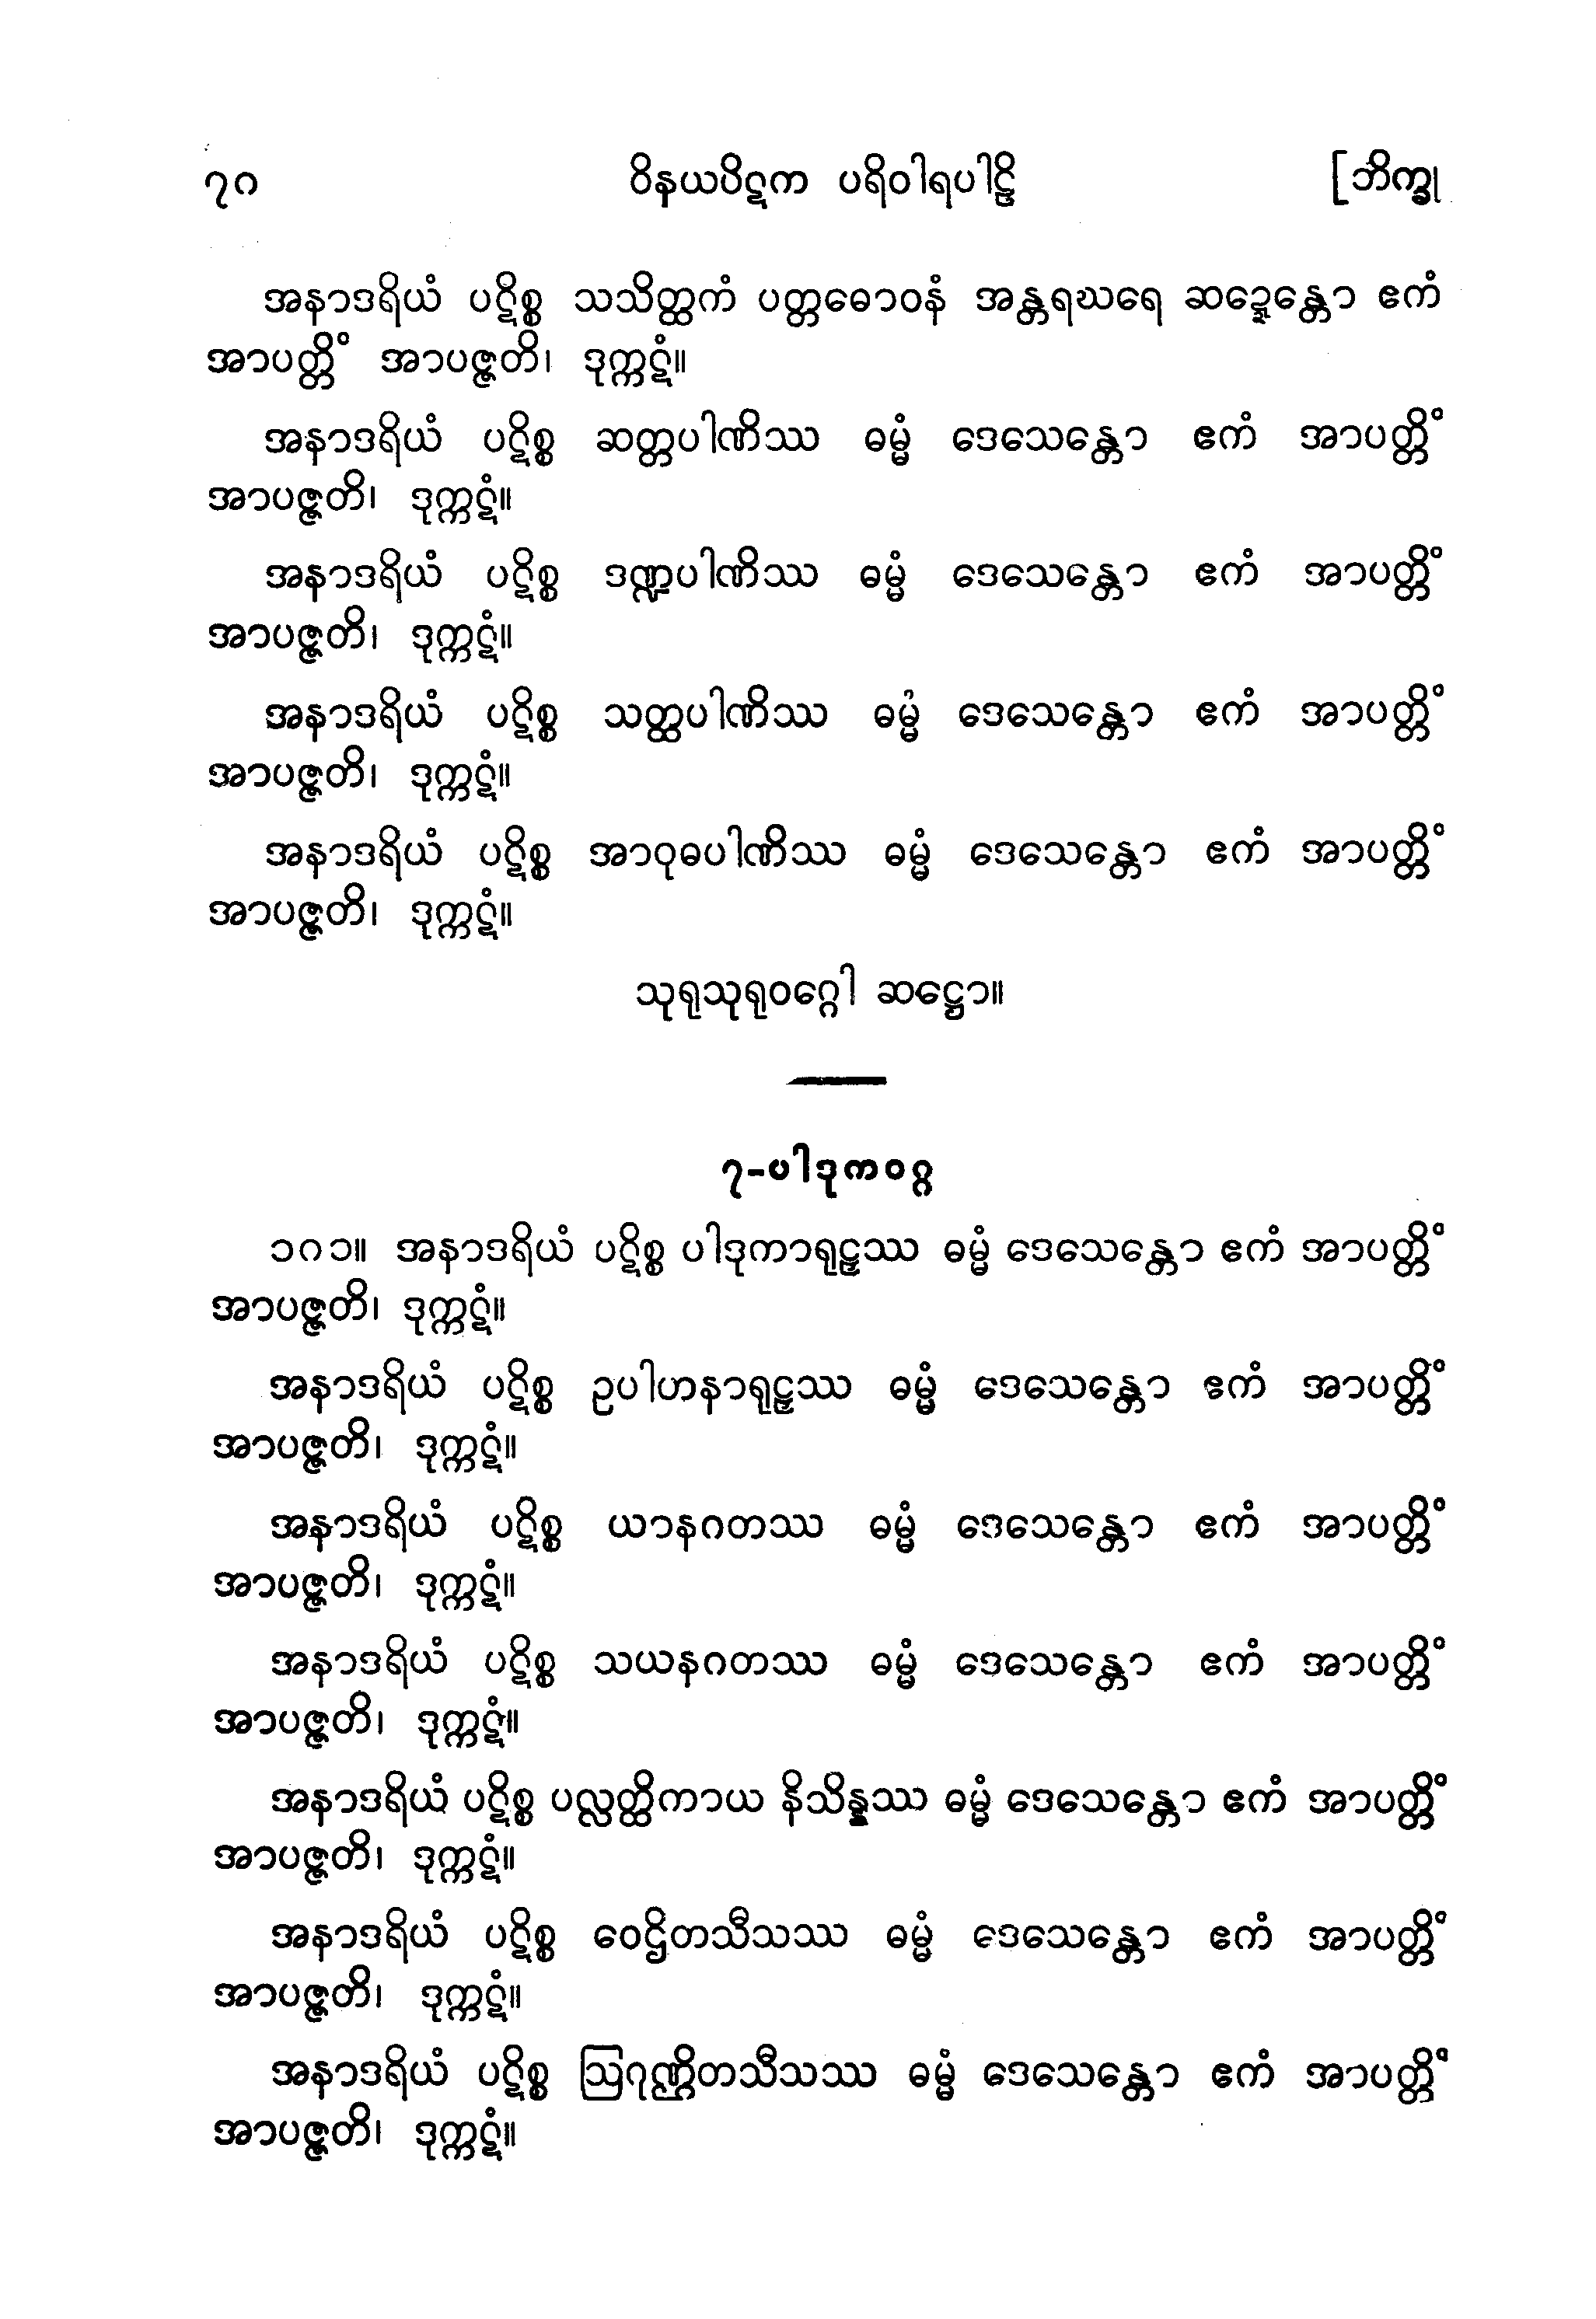 ၇၀ ဝိနယပိဋက ပရိဝါရပါဠိ [ဘိက္ခု
အနာဒရိယံ ပဋိစ္စ သသိတ္ထကံ ပတ္တဓောဝနံ အန္တရဃရေ ဆဍ္ဍေန္တော ဧကံ
အာပတ္တိံ အာပဇ္ဇတိ၊ ဒုက္ကဋံ။
အနာဒရိယံ ပဋိစ္စ ဆတ္တပါဏိဿ ဓမ္မံ ဒေသေန္တော ဧကံ အာပတ္တိံ
အာပဇ္ဇတိ၊ ဒုက္ကဋံ။
အနာဒရိယံ ပဋိစ္စ ဒဏ္ဍပါဏိဿ ဓမ္မံ ဒေသေန္တော ဧကံ အာပတ္တိံ
အာပဇ္ဇတိ၊ ဒုက္ကဋံ။
အနာဒရိယံ ပဋိစ္စ သတ္ထပါဏိဿ ဓမ္မံ ဒေသေန္တော ဧကံ အာပတ္တိံ
အာပဇ္ဇတိ၊ ဒုက္ကဋံ။
အနာဒရိယံ ပဋိစ္စ အာဝုဓပါဏိဿ ဓမ္မံ ဒေသေန္တော ဧကံ အာပတ္တိံ
အာပဇ္ဇတိ၊ ဒုက္ကဋံ။
သုရုသုရုဝဂ္ဂေါ ဆဋ္ဌော။
၇-ပါဒုကဝဂ္ဂ
၁၀၁။ အနာဒရိယံ ပဋိစ္စ ပါဒုကာရုဠှဿ ဓမ္မံ ဒေသေန္တော ဧကံ အာပတ္တိံ
အာပဇ္ဇတိ၊ ဒုက္ကဋံ။
အနာဒရိယံ ပဋိစ္စ ဥပါဟနာရုဠှဿ ဓမ္မံ ဒေသေန္တော ဧကံ အာပတ္တိံ
အာပဇ္ဇတိ၊ ဒုက္ကဋံ။
အနာဒရိယံ ပဋိစ္စ ယာနဂတဿ ဓမ္မံ ဒေသေန္တော ဧကံ အာပတ္တိံ
အာပဇ္ဇတိ၊ ဒုက္ကဋံ။
အနာဒရိယံ ပဋိစ္စ သယနဂတဿ ဓမ္မံ ဒေသေန္တော ဧကံ အာပတ္တိံ
အာပဇ္ဇတိ၊ ဒုက္ကဋံ။
အနာဒရိယံ ပဋိစ္စ ပလ္လတ္ထိကာယ နိသိန္နဿ ဓမ္မံ ဒေသေန္တော ဧကံ အာပတ္တိံ
အာပဇ္ဇတိ၊ ဒုက္ကဋံ။
အနာဒရိယံ ပဋိစ္စ ဝေဌိတသီသဿ ဓမ္မံ ဒေသေန္တော ဧကံ အာပတ္တိံ
အာပဇ္ဇတိ၊ ဒုက္ကဋံ။
အနာဒရိယံ ပဋိစ္စ ဩဂုဏ္ဌိတသီသဿ ဓမ္မံ ဒေသေန္တော ဧကံ အာပတ္တိံ
အာပဇ္ဇတိ၊ ဒုက္ကဋံ။